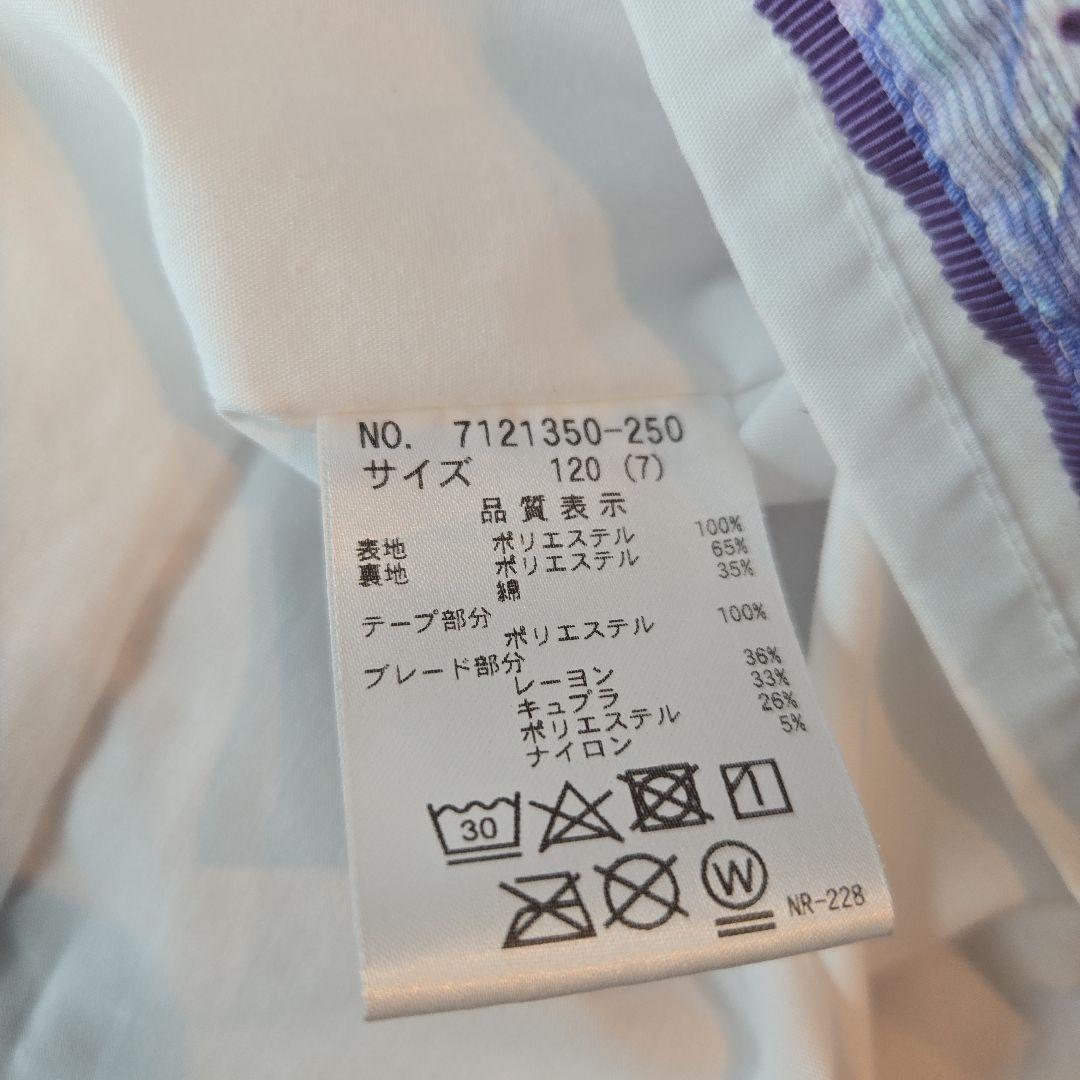 NO. 7121350-250
サイズ 120 (7)
品質表示
表地 ポリエステル 100%
裏地 ポリエステル 65%
綿 35%
テープ部分
ポリエステル 100%
ブレード部分
レーヨン 36%
キュプラ 33%
ポリエステル 26%
ナイロン 5%
30
W
NR-228